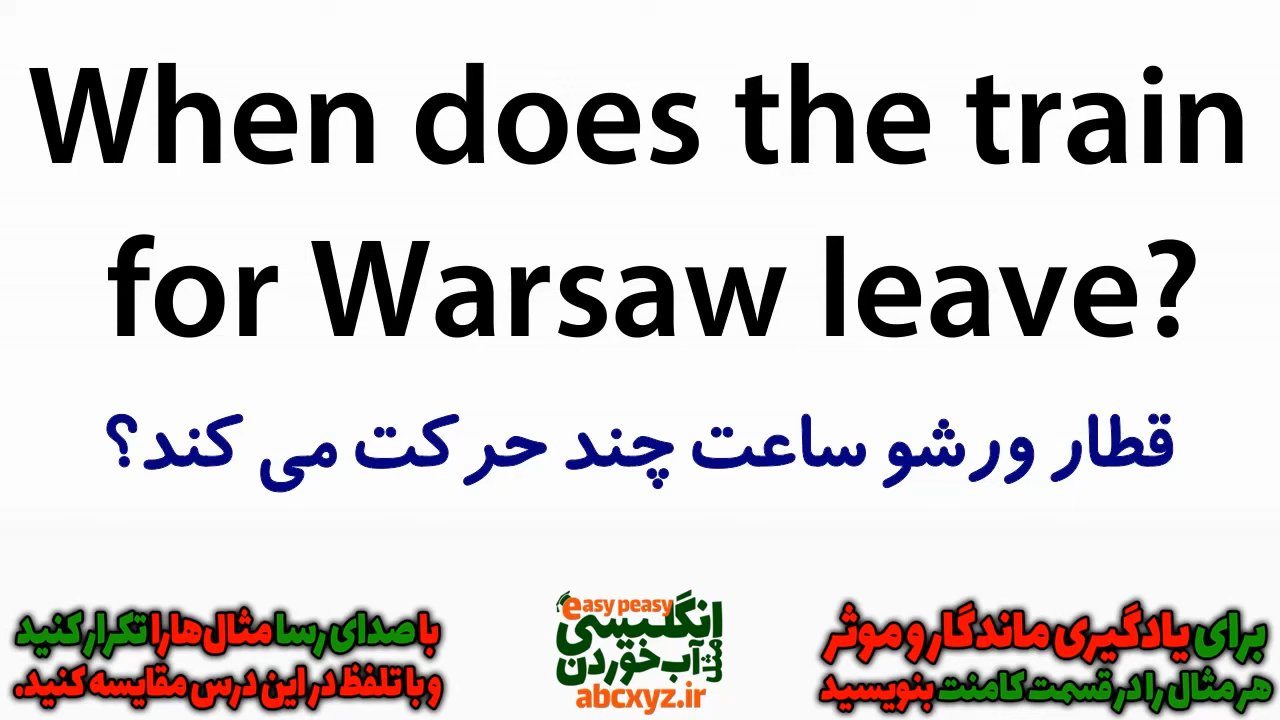 When does the train
for Warsaw leave?
قطار ورشو ساعت چند حرکت می کند؟
برای یادگیری ماندگار و موثر
هر مثال را در قسمت کامنت بنویسید
easy peasy
انگلیسی
مثل آب خوردن
abcxyz.ir
با صدای رسا مثال‌ها را تکرار کنید
و با تلفظ در این درس مقایسه کنید.